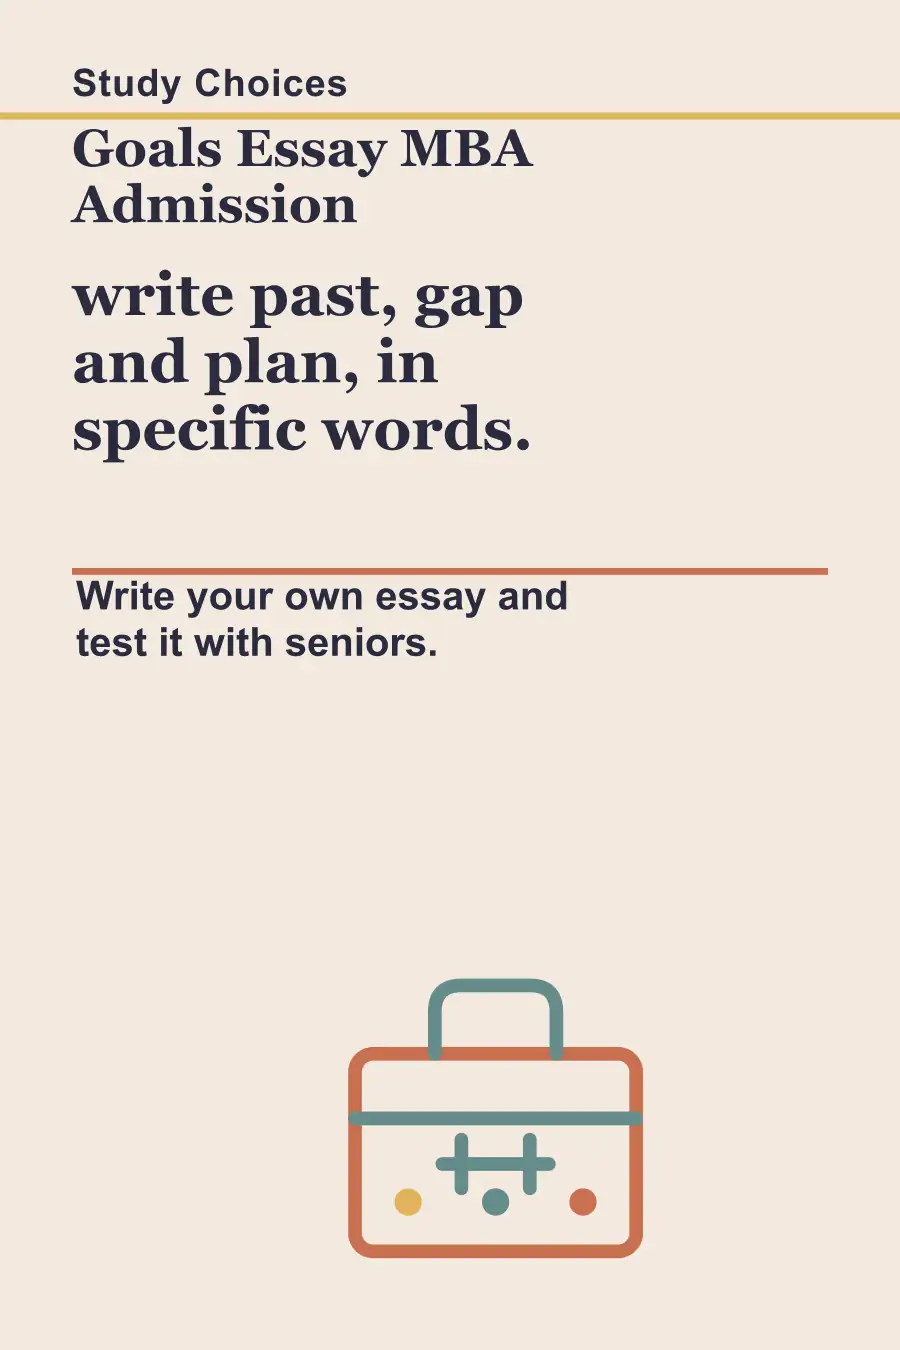 Study Choices
Goals Essay MBA
Admission
write past, gap
and plan, in
specific words.
Write your own essay and
test it with seniors.